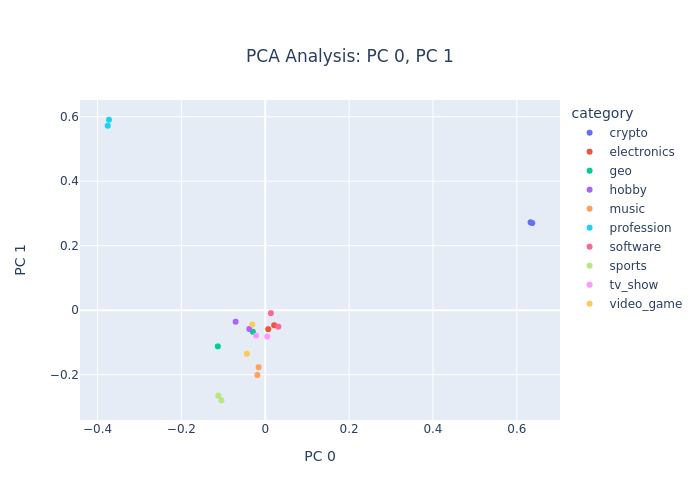 PCA Analysis: PC 0, PC 1
category
crypto
electronics
geo
hobby
music
profession
software
sports
tv_show
video_game
PC 1
0.6
0.4
0.2
0
−0.2
−0.4
−0.2
0
0.2
0.4
0.6
PC 0